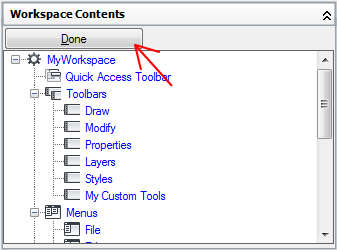 Workspace Contents
Done
MyWorkspace
Quick Access Toolbar
Toolbars
Draw
Modify
Properties
Layers
Styles
My Custom Tools
Menus
File